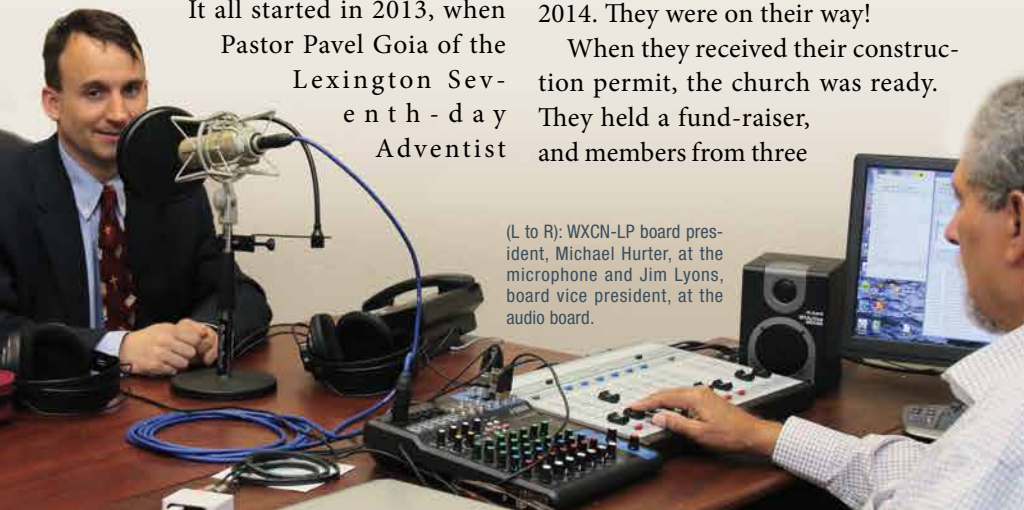 It all started in 2013, when
Pastor Pavel Goia of the
Lexington Sev-
enth-day
Adventist
2014. They were on their way!
When they received their construc-
tion permit, the church was ready.
They held a fund-raiser,
and members from three
(L to R): WXCN-LP board pres-
ident, Michael Hurter, at the
microphone and Jim Lyons,
board vice president, at the
audio board.